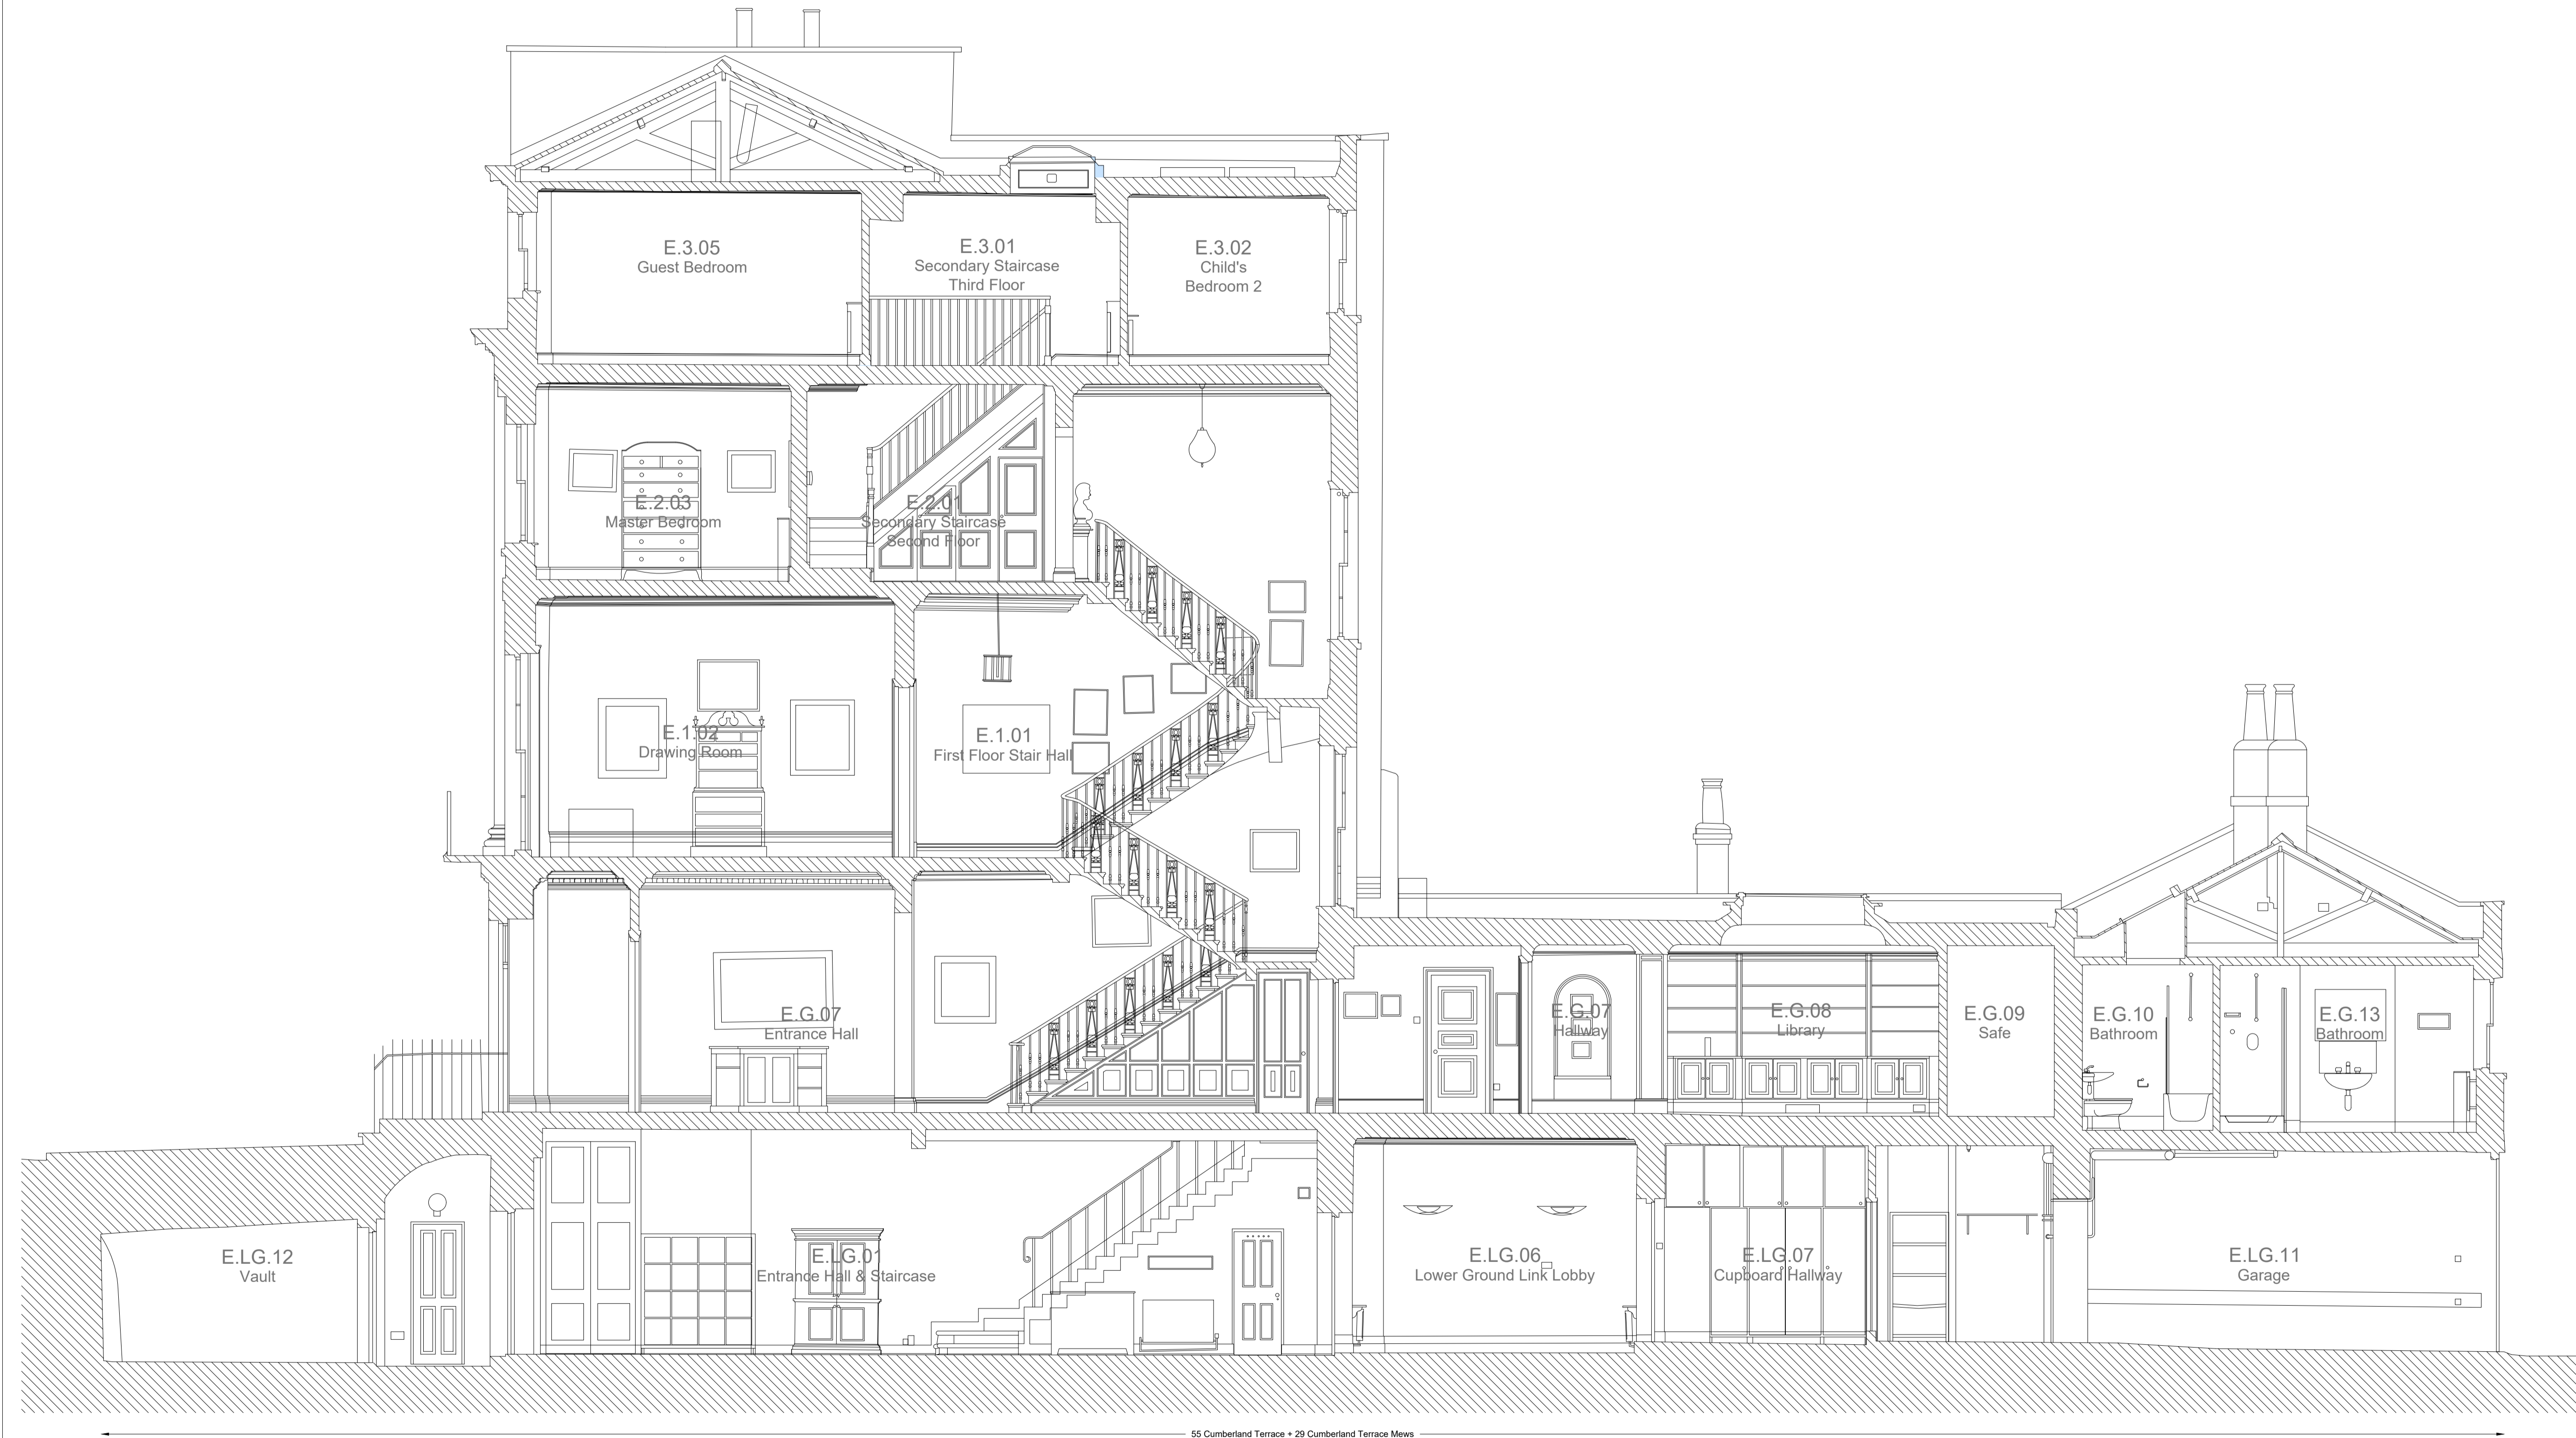 E.3.05
Guest Bedroom
E.3.01
Secondary Staircase
Third Floor
E.3.02
Child's
Bedroom 2
E.2.03
Master Bedroom
E.2.01
Secondary Staircase
Second Floor
E.1.02
Drawing Room
E.1.01
First Floor Stair Hall
E.G.07
Entrance Hall
E.G.07
Hallway
E.G.08
Library
E.G.09
Safe
E.G.10
Bathroom
E.G.13
Bathroom
E.LG.12
Vault
E.LG.01
Entrance Hall & Staircase
E.LG.06
Lower Ground Link Lobby
E.LG.07
Cupboard Hallway
E.LG.11
Garage
55 Cumberland Terrace + 29 Cumberland Terrace Mews